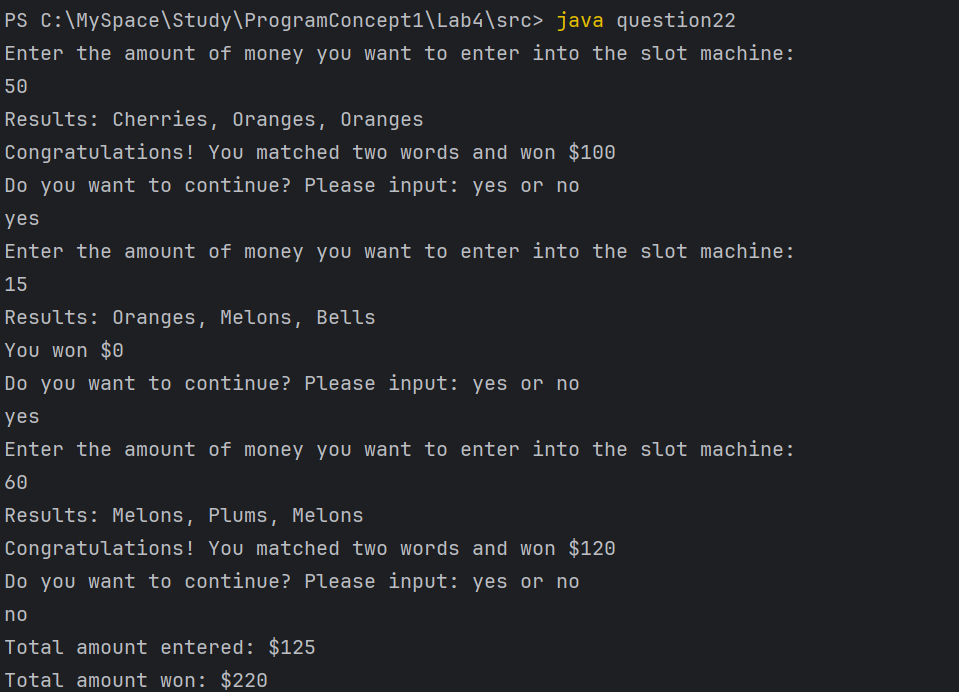 PS C:\MySpace\Study\ProgramConcept1\Lab4\src> java question22
Enter the amount of money you want to enter into the slot machine:
50
Results: Cherries, Oranges, Oranges
Congratulations! You matched two words and won $100
Do you want to continue? Please input: yes or no
yes
Enter the amount of money you want to enter into the slot machine:
15
Results: Oranges, Melons, Bells
You won $0
Do you want to continue? Please input: yes or no
yes
Enter the amount of money you want to enter into the slot machine:
60
Results: Melons, Plums, Melons
Congratulations! You matched two words and won $120
Do you want to continue? Please input: yes or no
no
Total amount entered: $125
Total amount won: $220